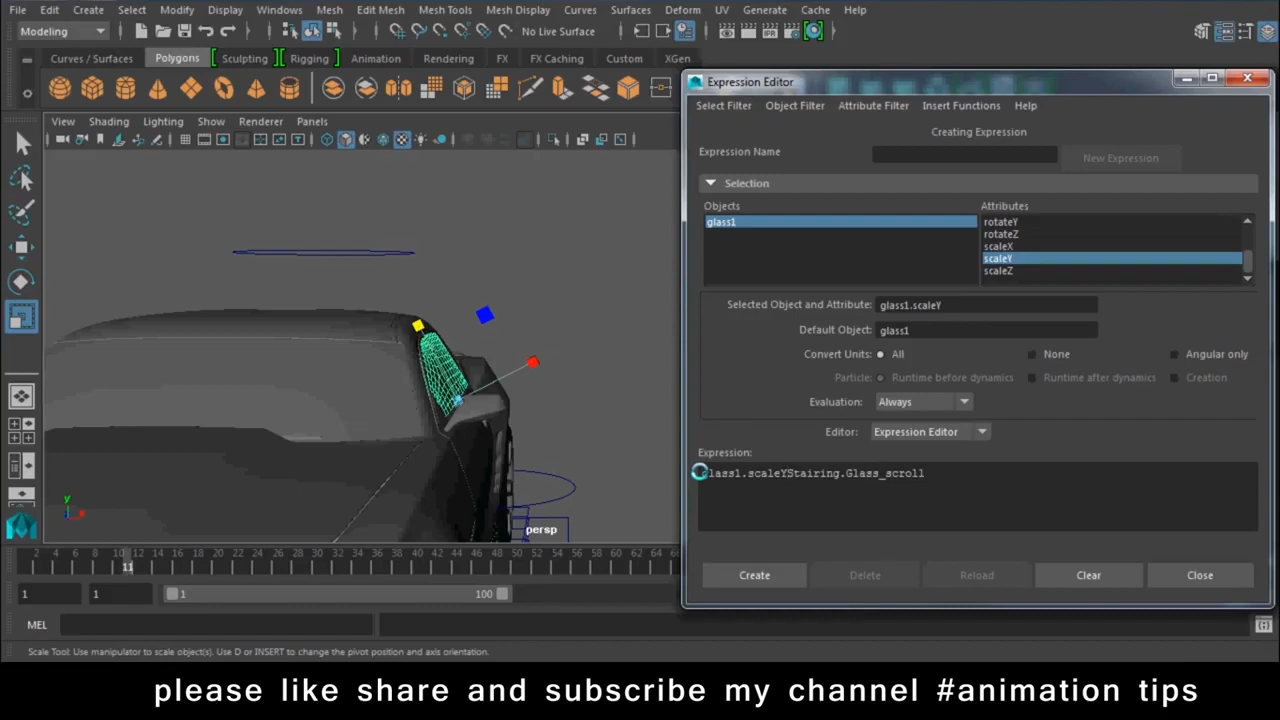 File Edit Create Select Modify Display Windows Mesh Edit Mesh Mesh Tools Mesh Display Curves Surfaces Deform UV Generate Cache Help
Modeling No Live Surface
Curves / Surfaces Polygons Sculpting Rigging Animation Rendering FX FX Caching Custom XGen
View Shading Lighting Show Renderer Panels
Expression Editor
Select Filter Object Filter Attribute Filter Insert Functions Help
Creating Expression
Expression Name New Expression
Selection
Objects Attributes
glass1 rotateY
rotateZ
scaleX
scaleY
scaleZ
Selected Object and Attribute: glass1.scaleY
Default Object: glass1
Convert Units: All None Angular only
Particle: Runtime before dynamics Runtime after dynamics Creation
Evaluation: Always
Editor: Expression Editor
Expression:
glass1.scaleYStairing.Glass_scroll
Create Delete Reload Clear Close
y
persp
2 4 6 8 10 12 14 16 18 20 22 24 26 28 30 32 34 36 38 40 42 44 46 48 50 52 54 56 58 60 62 64 66
11
1 1 1 100
MEL
Scale Tool: Use manipulator to scale object(s). Use D or INSERT to change the pivot position and axis orientation.
please like share and subscribe my channel #animation tips